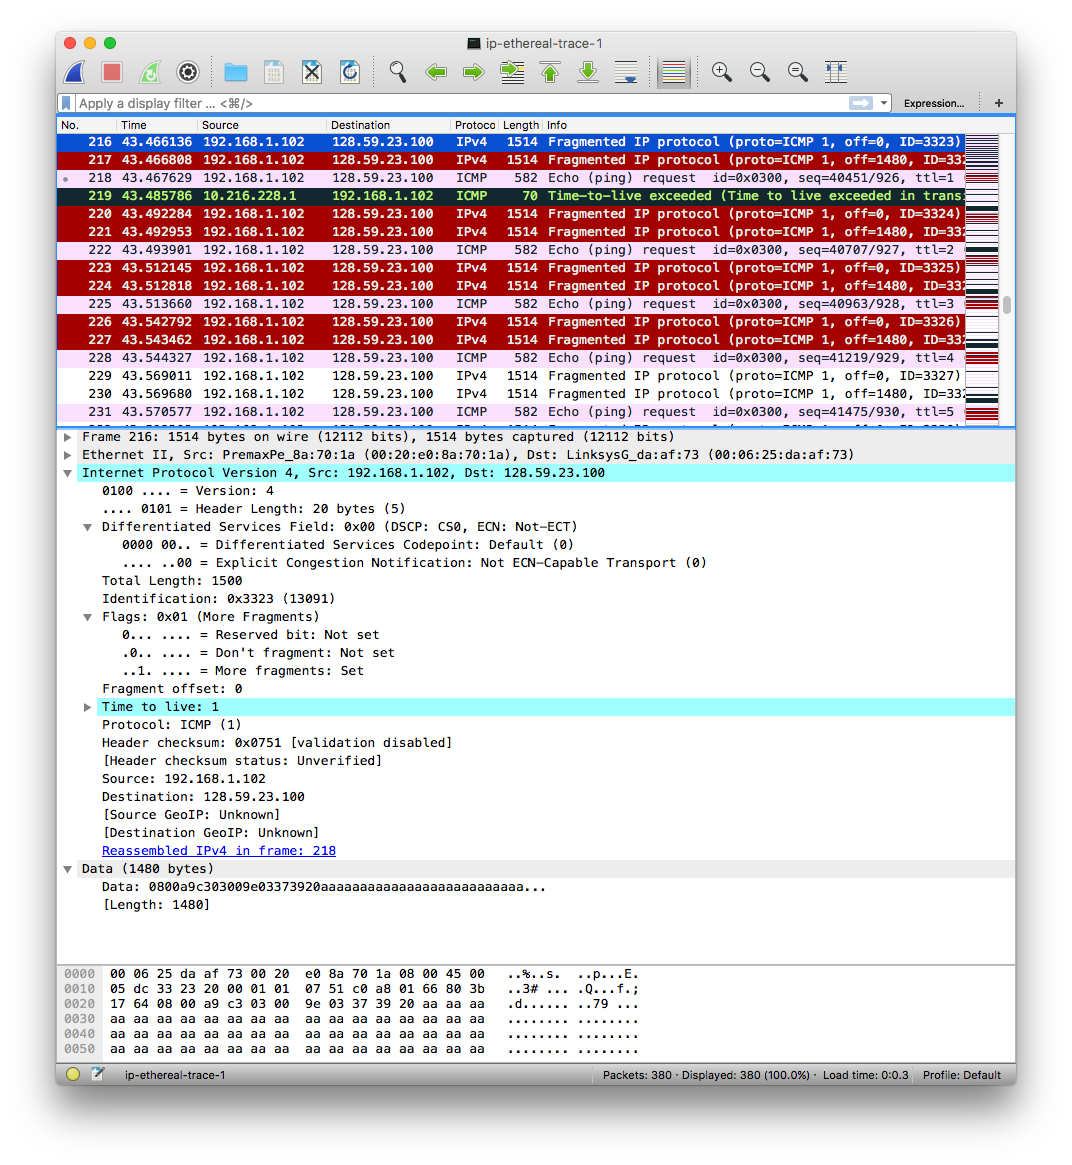 ip-ethereal-trace-1
Apply a display filter ... <⌘/>
Expression...
+
No. Time Source Destination Protoco Length Info
216 43.466136 192.168.1.102 128.59.23.100 IPv4 1514 Fragmented IP protocol (proto=ICMP 1, off=0, ID=3323)
217 43.466808 192.168.1.102 128.59.23.100 IPv4 1514 Fragmented IP protocol (proto=ICMP 1, off=1480, ID=332
218 43.467629 192.168.1.102 128.59.23.100 ICMP 582 Echo (ping) request id=0x0300, seq=40451/926, ttl=1
219 43.485786 10.216.228.1 192.168.1.102 ICMP 70 Time-to-live exceeded (Time to live exceeded in trans
220 43.492284 192.168.1.102 128.59.23.100 IPv4 1514 Fragmented IP protocol (proto=ICMP 1, off=0, ID=3324)
221 43.492953 192.168.1.102 128.59.23.100 IPv4 1514 Fragmented IP protocol (proto=ICMP 1, off=1480, ID=332
222 43.493901 192.168.1.102 128.59.23.100 ICMP 582 Echo (ping) request id=0x0300, seq=40707/927, ttl=2
223 43.512145 192.168.1.102 128.59.23.100 IPv4 1514 Fragmented IP protocol (proto=ICMP 1, off=0, ID=3325)
224 43.512818 192.168.1.102 128.59.23.100 IPv4 1514 Fragmented IP protocol (proto=ICMP 1, off=1480, ID=332
225 43.513660 192.168.1.102 128.59.23.100 ICMP 582 Echo (ping) request id=0x0300, seq=40963/928, ttl=3
226 43.542792 192.168.1.102 128.59.23.100 IPv4 1514 Fragmented IP protocol (proto=ICMP 1, off=0, ID=3326)
227 43.543462 192.168.1.102 128.59.23.100 IPv4 1514 Fragmented IP protocol (proto=ICMP 1, off=1480, ID=332
228 43.544327 192.168.1.102 128.59.23.100 ICMP 582 Echo (ping) request id=0x0300, seq=41219/929, ttl=4
229 43.569011 192.168.1.102 128.59.23.100 IPv4 1514 Fragmented IP protocol (proto=ICMP 1, off=0, ID=3327)
230 43.569680 192.168.1.102 128.59.23.100 IPv4 1514 Fragmented IP protocol (proto=ICMP 1, off=1480, ID=332
231 43.570577 192.168.1.102 128.59.23.100 ICMP 582 Echo (ping) request id=0x0300, seq=41475/930, ttl=5
Frame 216: 1514 bytes on wire (12112 bits), 1514 bytes captured (12112 bits)
Ethernet II, Src: PremaxPe_8a:70:1a (00:20:e0:8a:70:1a), Dst: LinksysG_da:af:73 (00:06:25:da:af:73)
Internet Protocol Version 4, Src: 192.168.1.102, Dst: 128.59.23.100
0100 .... = Version: 4
.... 0101 = Header Length: 20 bytes (5)
Differentiated Services Field: 0x00 (DSCP: CS0, ECN: Not-ECT)
0000 00.. = Differentiated Services Codepoint: Default (0)
.... ..00 = Explicit Congestion Notification: Not ECN-Capable Transport (0)
Total Length: 1500
Identification: 0x3323 (13091)
Flags: 0x01 (More Fragments)
0... .... = Reserved bit: Not set
.0.. .... = Don't fragment: Not set
..1. .... = More fragments: Set
Fragment offset: 0
Time to live: 1
Protocol: ICMP (1)
Header checksum: 0x0751 [validation disabled]
[Header checksum status: Unverified]
Source: 192.168.1.102
Destination: 128.59.23.100
[Source GeoIP: Unknown]
[Destination GeoIP: Unknown]
Reassembled IPv4 in frame: 218
Data (1480 bytes)
Data: 0800a9c303009e03373920aaaaaaaaaaaaaaaaaaaaaaaaaa...
[Length: 1480]
0000 00 06 25 da af 73 00 20 e0 8a 70 1a 08 00 45 00 ..%..s. ..p...E.
0010 05 dc 33 23 20 00 01 01 07 51 c0 a8 01 66 80 3b ..3# ... .Q...f.;
0020 17 64 08 00 a9 c3 03 00 9e 03 37 39 20 aa aa aa .d...... ..79 ...
0030 aa aa aa aa aa aa aa aa aa aa aa aa aa aa aa aa ........ ........
0040 aa aa aa aa aa aa aa aa aa aa aa aa aa aa aa aa ........ ........
0050 aa aa aa aa aa aa aa aa aa aa aa aa aa aa aa aa ........ ........
ip-ethereal-trace-1 Packets: 380 · Displayed: 380 (100.0%) · Load time: 0:0.3 Profile: Default